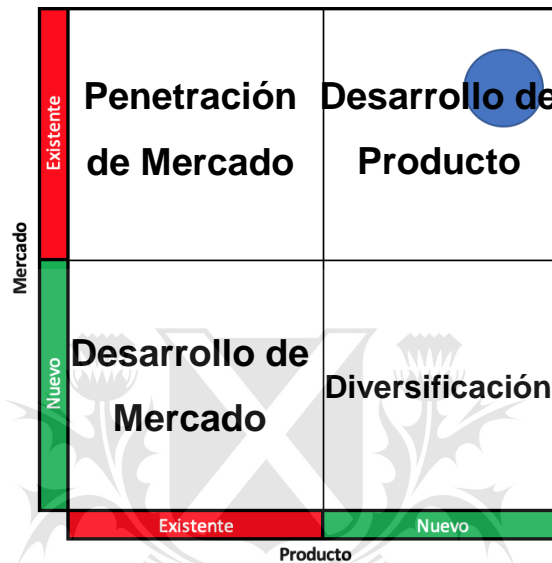 Mercado
Existente
Penetración
de Mercado
Desarrollo de
Producto
Nuevo
Desarrollo de
Mercado
Diversificación
Existente
Nuevo
Producto